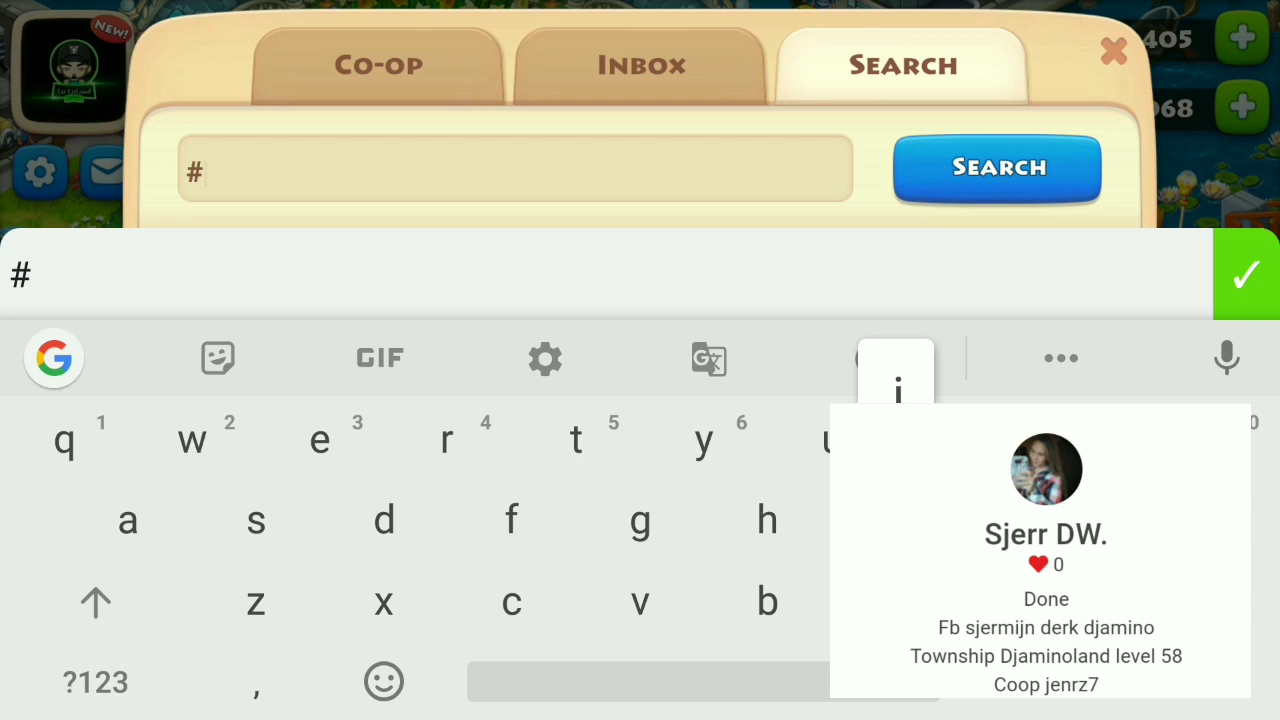 New!
CO-OP
INBOX
SEARCH
405
968
#
SEARCH
#
GIF
i
q 1 w 2 e 3 r 4 t 5 y 6 0
a s d f g h
z x c v b
?123 ,
Sjerr DW.
0
Done
Fb sjermijn derk djamino
Township Djaminoland level 58
Coop jenrz7